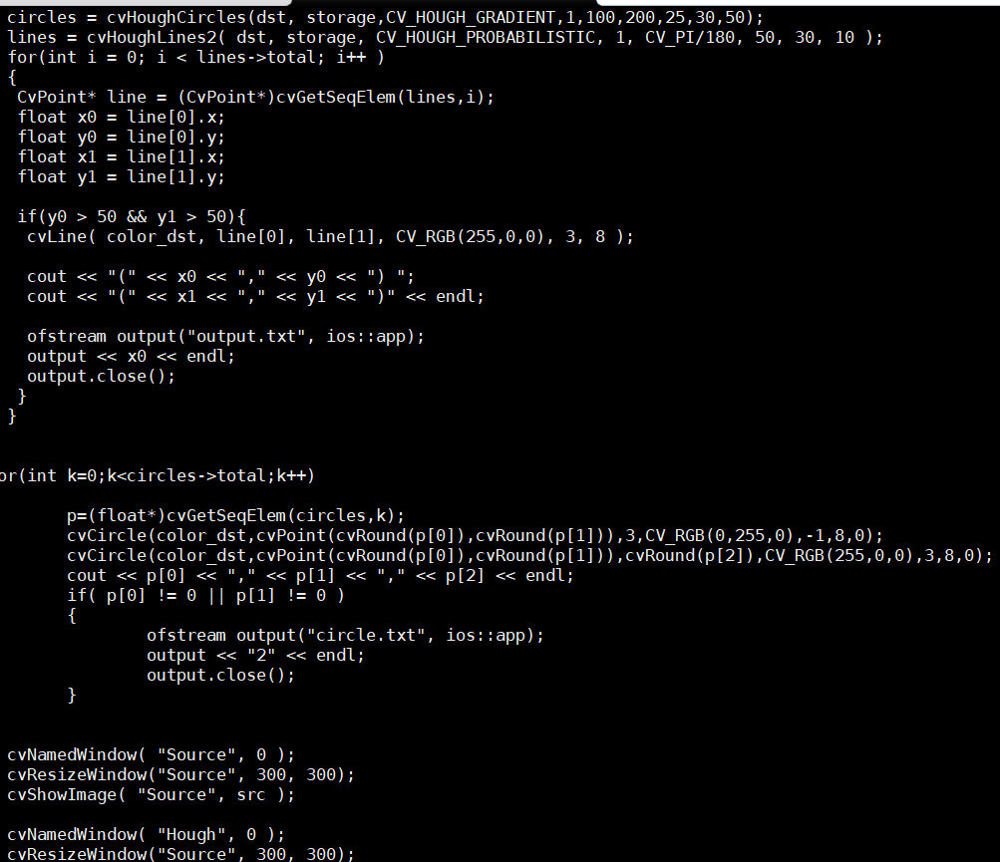 circles = cvHoughCircles(dst, storage,CV_HOUGH_GRADIENT,1,100,200,25,30,50);
lines = cvHoughLines2( dst, storage, CV_HOUGH_PROBABILISTIC, 1, CV_PI/180, 50, 30, 10 );
for(int i = 0; i < lines->total; i++ )
{
CvPoint* line = (CvPoint*)cvGetSeqElem(lines,i);
float x0 = line[0].x;
float y0 = line[0].y;
float x1 = line[1].x;
float y1 = line[1].y;
if(y0 > 50 && y1 > 50){
cvLine( color_dst, line[0], line[1], CV_RGB(255,0,0), 3, 8 );
cout << "(" << x0 << "," << y0 << ") ";
cout << "(" << x1 << "," << y1 << ")" << endl;
ofstream output("output.txt", ios::app);
output << x0 << endl;
output.close();
}
}
or(int k=0;k<circles->total;k++)
p=(float*)cvGetSeqElem(circles,k);
cvCircle(color_dst,cvPoint(cvRound(p[0]),cvRound(p[1])),3,CV_RGB(0,255,0),-1,8,0);
cvCircle(color_dst,cvPoint(cvRound(p[0]),cvRound(p[1])),cvRound(p[2]),CV_RGB(255,0,0),3,8,0);
cout << p[0] << "," << p[1] << "," << p[2] << endl;
if( p[0] != 0 || p[1] != 0 )
{
ofstream output("circle.txt", ios::app);
output << "2" << endl;
output.close();
}
cvNamedWindow( "Source", 0 );
cvResizeWindow("Source", 300, 300);
cvShowImage( "Source", src );
cvNamedWindow( "Hough", 0 );
cvResizeWindow("Source", 300, 300);